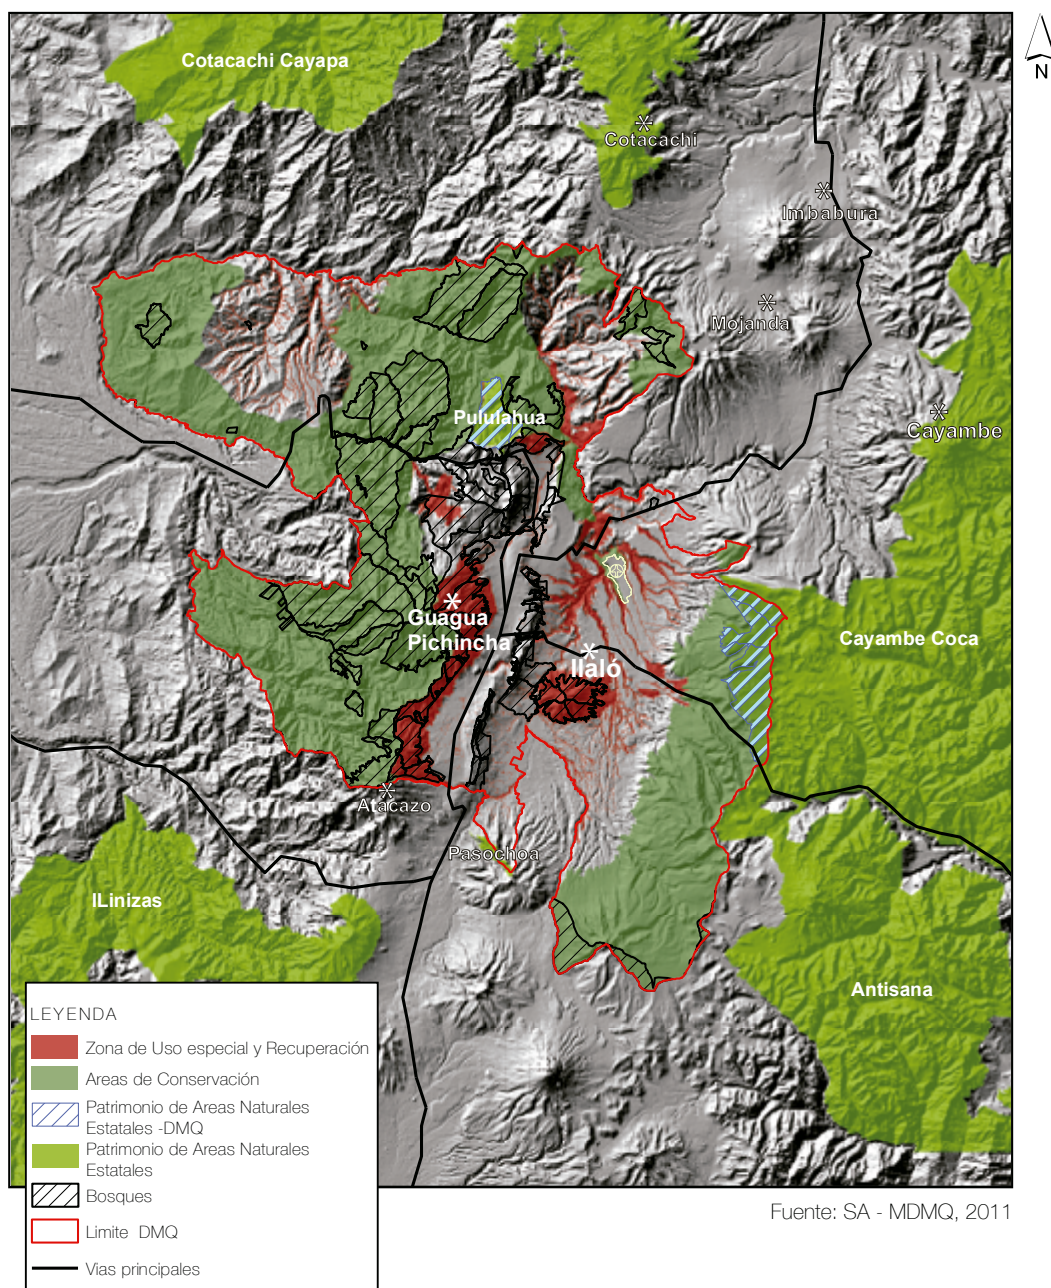 N
Cotacachi Cayapa
Cotacachi
Imbabura
Mojanda
Cayambe
Pululahua
Guagua
Pichincha
Ilaló
Cayambe Coca
Atacazo
Pasochoa
ILinizas
Antisana
LEYENDA
Zona de Uso especial y Recuperación
Areas de Conservación
Patrimonio de Areas Naturales
Estatales -DMQ
Patrimonio de Areas Naturales
Estatales
Bosques
Limite DMQ
Vias principales
Fuente: SA - MDMQ, 2011